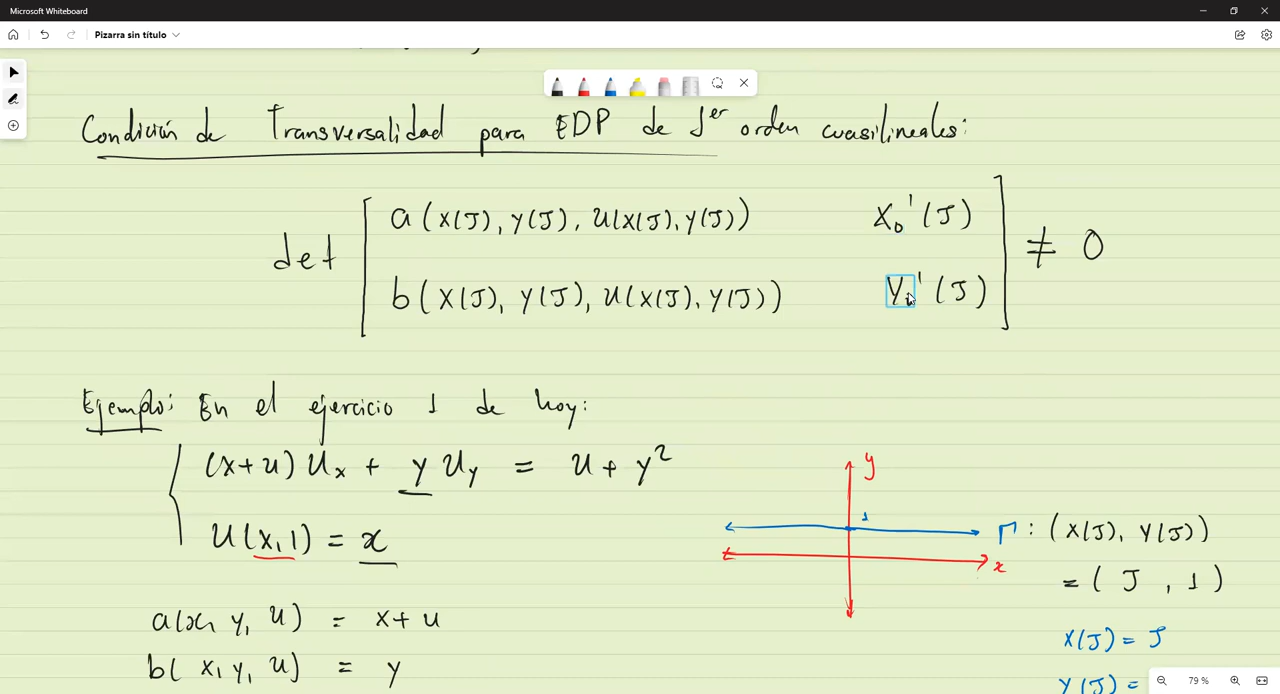 Microsoft Whiteboard
Pizarra sin título
Condición de Transversalidad para EDP de 1er orden cuasilineales:
det [ a(X(J), Y(J), U(X(J), Y(J))) X0'(J) ] ≠ 0
b(X(J), Y(J), U(X(J), Y(J))) Y0'(J)
Ejemplo: En el ejercicio 1 de hoy:
(x+u) Ux + y Uy = u + y²
U(x,1) = x
y
1
x
Γ : (X(J), Y(J))
= ( J , 1 )
a(x, y, u) = x+u
b( x, y, u) = y
X(J) = J
Y(J) =
79 %